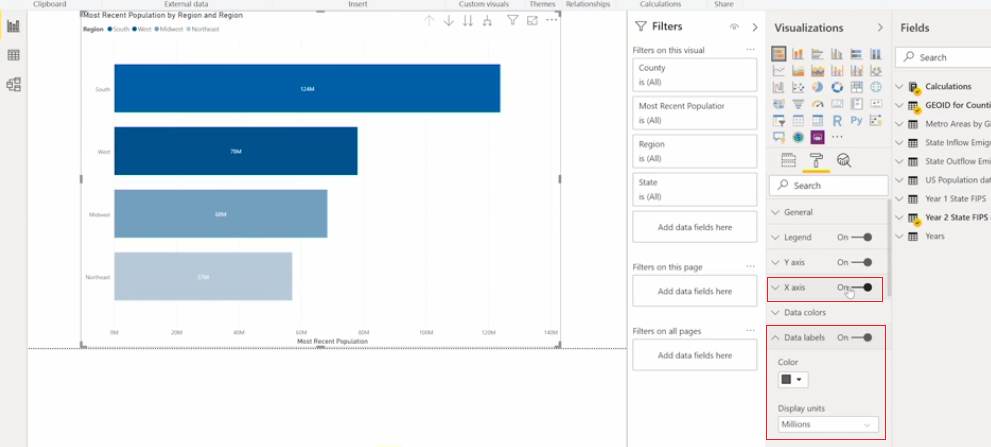 Clipboard
External data
Insert
Custom visuals
Themes
Relationships
Calculations
Share
Most Recent Population by Region and Region
Region South West Midwest Northeast
South
124M
West
78M
Midwest
68M
Northeast
57M
0M 20M 40M 60M 80M 100M 120M 140M
Most Recent Population
Filters
Filters on this visual ...
County
is (All)
Most Recent Population
is (All)
Region
is (All)
State
is (All)
Add data fields here
Filters on this page ...
Add data fields here
Filters on all pages ...
Add data fields here
Visualizations
R Py
...
Search
General
Legend On
Y axis On
X axis On
Data colors
Data labels On
Color
Display units
Millions
Fields
Search
Calculations
GEOID for Counti
Metro Areas by G
State Inflow Emig
State Outflow Emi
US Population dat
Year 1 State FIPS
Year 2 State FIPS
Years